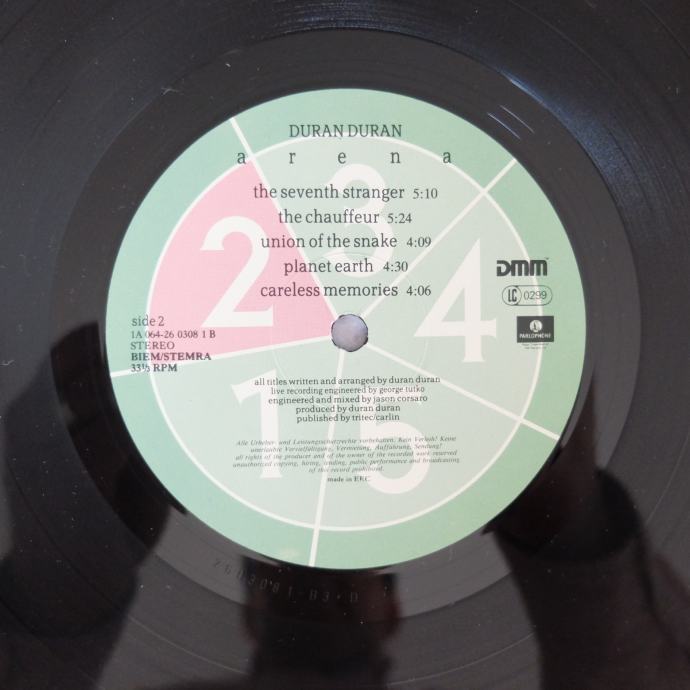 DURAN DURAN
a r e n a
the seventh stranger 5:10
the chauffeur 5:24
union of the snake 4:09
planet earth 4:30
careless memories 4:06
3
2
4
1
5
DMM
LC 0299
PARLOPHONE
side 2
1A 064-26 0308 1 B
STEREO
BIEM/STEMRA
33⅓ RPM
all titles written and arranged by duran duran
live recording engineered by george tutko
engineered and mixed by jason corsaro
produced by duran duran
published by tritec/carlin
Alle Urheber- und Leistungsschutzrechte vorbehalten. Kein Verleih! Keine
unerlaubte Vervielfältigung, Vermietung, Aufführung, Sendung!
all rights of the producer and of the owner of the recorded work reserved
unauthorized copying, hiring, lending, public performance and broadcasting
of this record prohibited.
made in EEC
2603081-B3